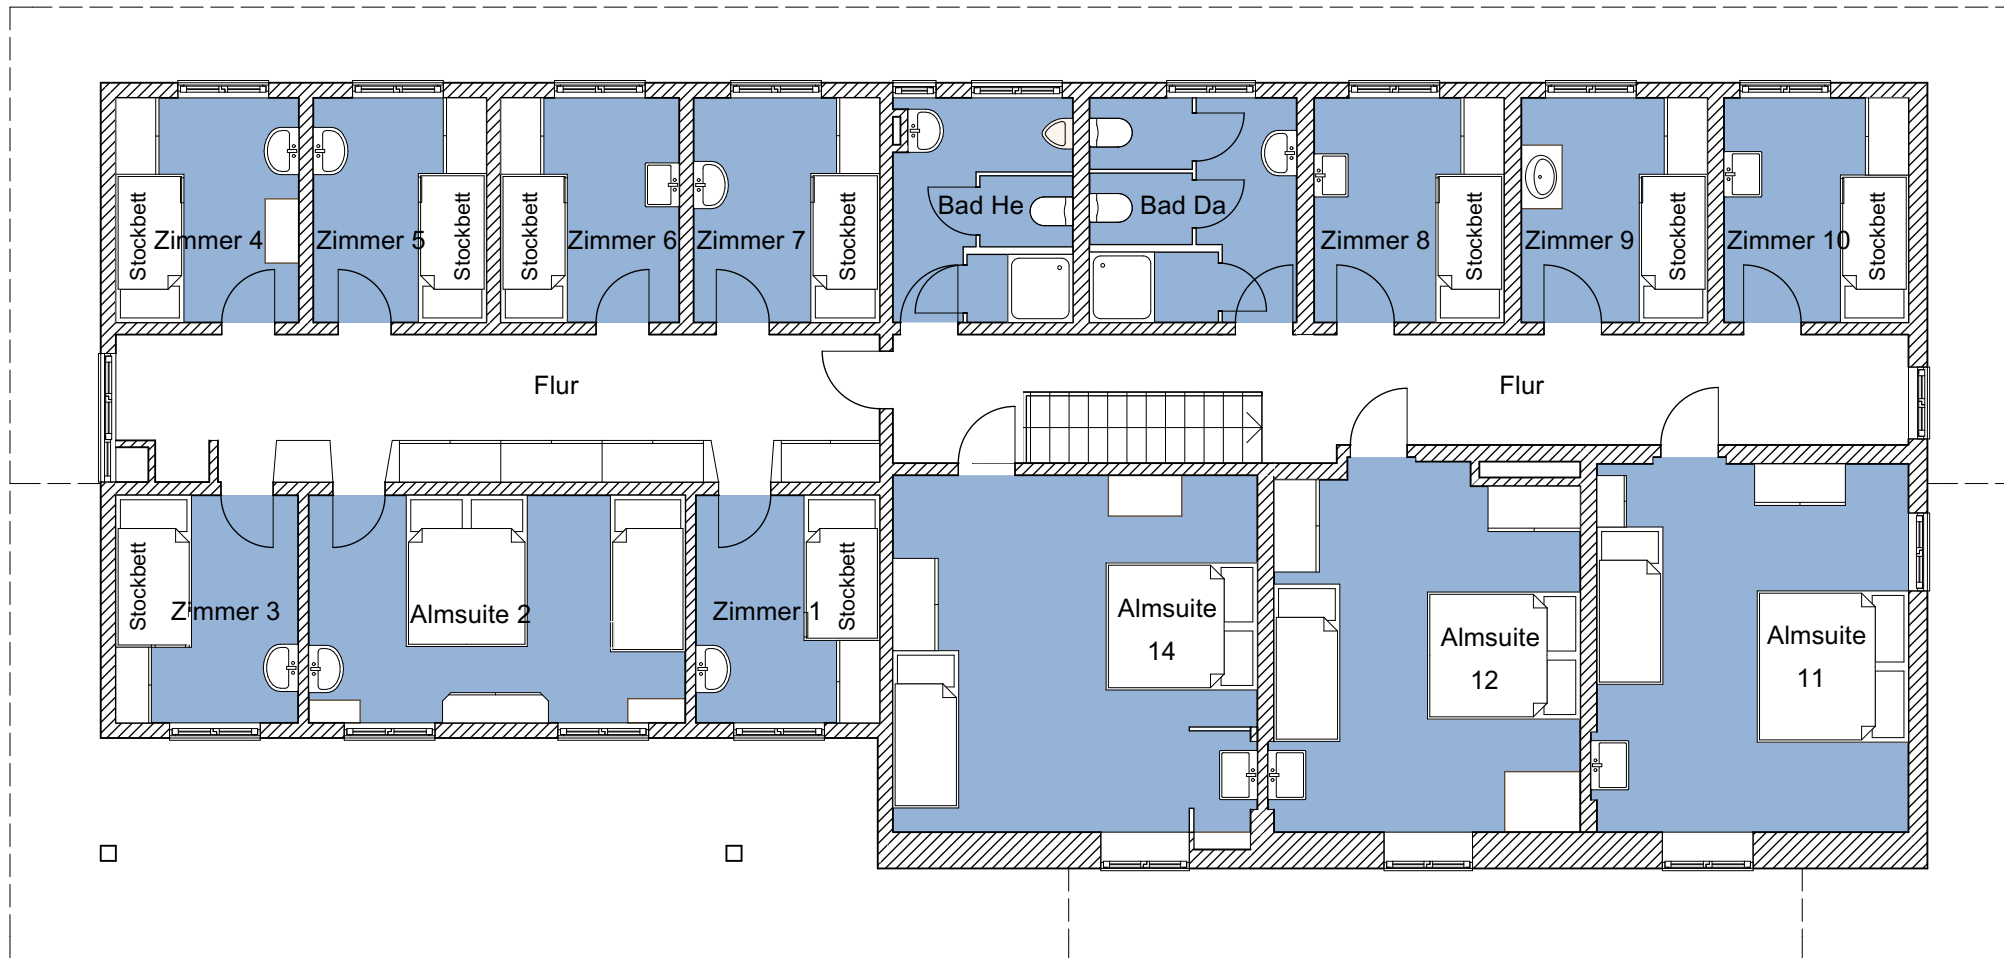 Stockbett
Zimmer 4
Zimmer 5
Stockbett
Stockbett
Zimmer 6
Zimmer 7
Stockbett
Bad He
Bad Da
Zimmer 8
Stockbett
Zimmer 9
Stockbett
Zimmer 10
Stockbett
Flur
Flur
Stockbett
Zimmer 3
Almsuite 2
Zimmer 1
Stockbett
Almsuite
14
Almsuite
12
Almsuite
11